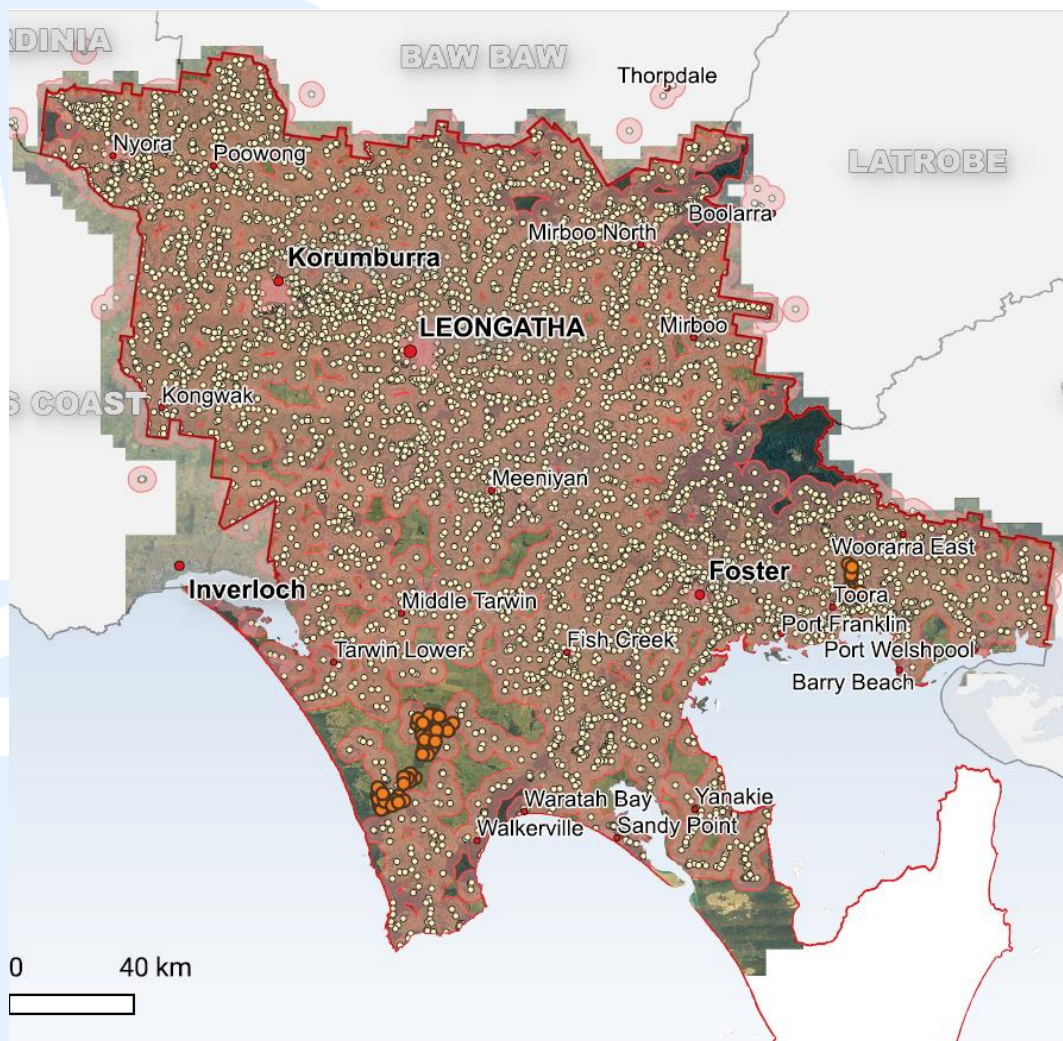 RDINIA
BAW BAW
Thorpdale
Nyora
Poowong
LATROBE
Boolarra
Mirboo North
Korumburra
LEONGATHA
Mirboo
S COAST
Kongwak
Meeniyan
Woorarra East
Foster
Inverloch
Toora
Middle Tarwin
Port Franklin
Fish Creek
Tarwin Lower
Port Welshpool
Barry Beach
Waratah Bay
Yanakie
Walkerville
Sandy Point
0
40 km